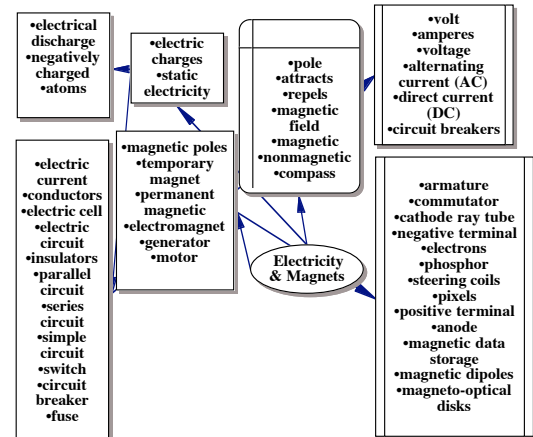 •electrical
discharge
•negatively
charged
•atoms
•electric
charges
•static
electricity
•pole
•attracts
•repels
•magnetic
field
•magnetic
•nonmagnetic
•compass
•volt
•amperes
•voltage
•alternating
current (AC)
•direct current
(DC)
•circuit breakers
•electric
current
•conductors
•electric cell
•electric
circuit
•insulators
•parallel
circuit
•series
circuit
•simple
circuit
•switch
•circuit
breaker
•fuse
•magnetic poles
•temporary
magnet
•permanent
magnetic
•electromagnet
•generator
•motor
Electricity
& Magnets
•armature
•commutator
•cathode ray tube
•negative terminal
•electrons
•phosphor
•steering coils
•pixels
•positive terminal
•anode
•magnetic data
storage
•magnetic dipoles
•magneto-optical
disks